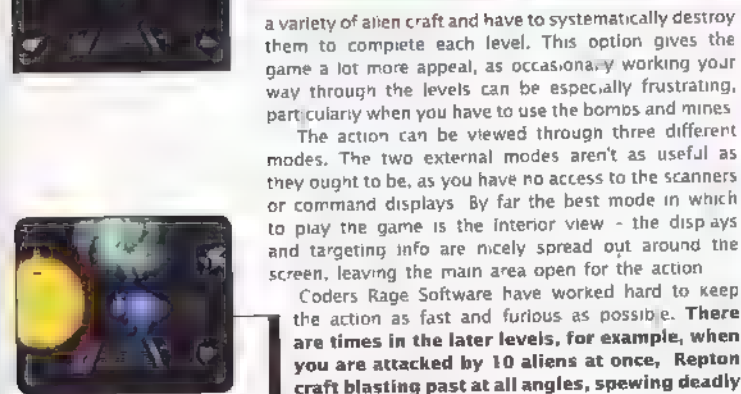 a variety of alien craft and have to systematically destroy
them to complete each level. This option gives the
game a lot more appeal, as occasionally working your
way through the levels can be especially frustrating,
particularly when you have to use the bombs and mines
The action can be viewed through three different
modes. The two external modes aren't as useful as
they ought to be, as you have no access to the scanners
or command displays By far the best mode in which
to play the game is the interior view - the displays
and targeting info are nicely spread out around the
screen, leaving the main area open for the action
Coders Rage Software have worked hard to keep
the action as fast and furious as possible. There
are times in the later levels, for example, when
you are attacked by 10 aliens at once, Repton
craft blasting past at all angles, spewing deadly